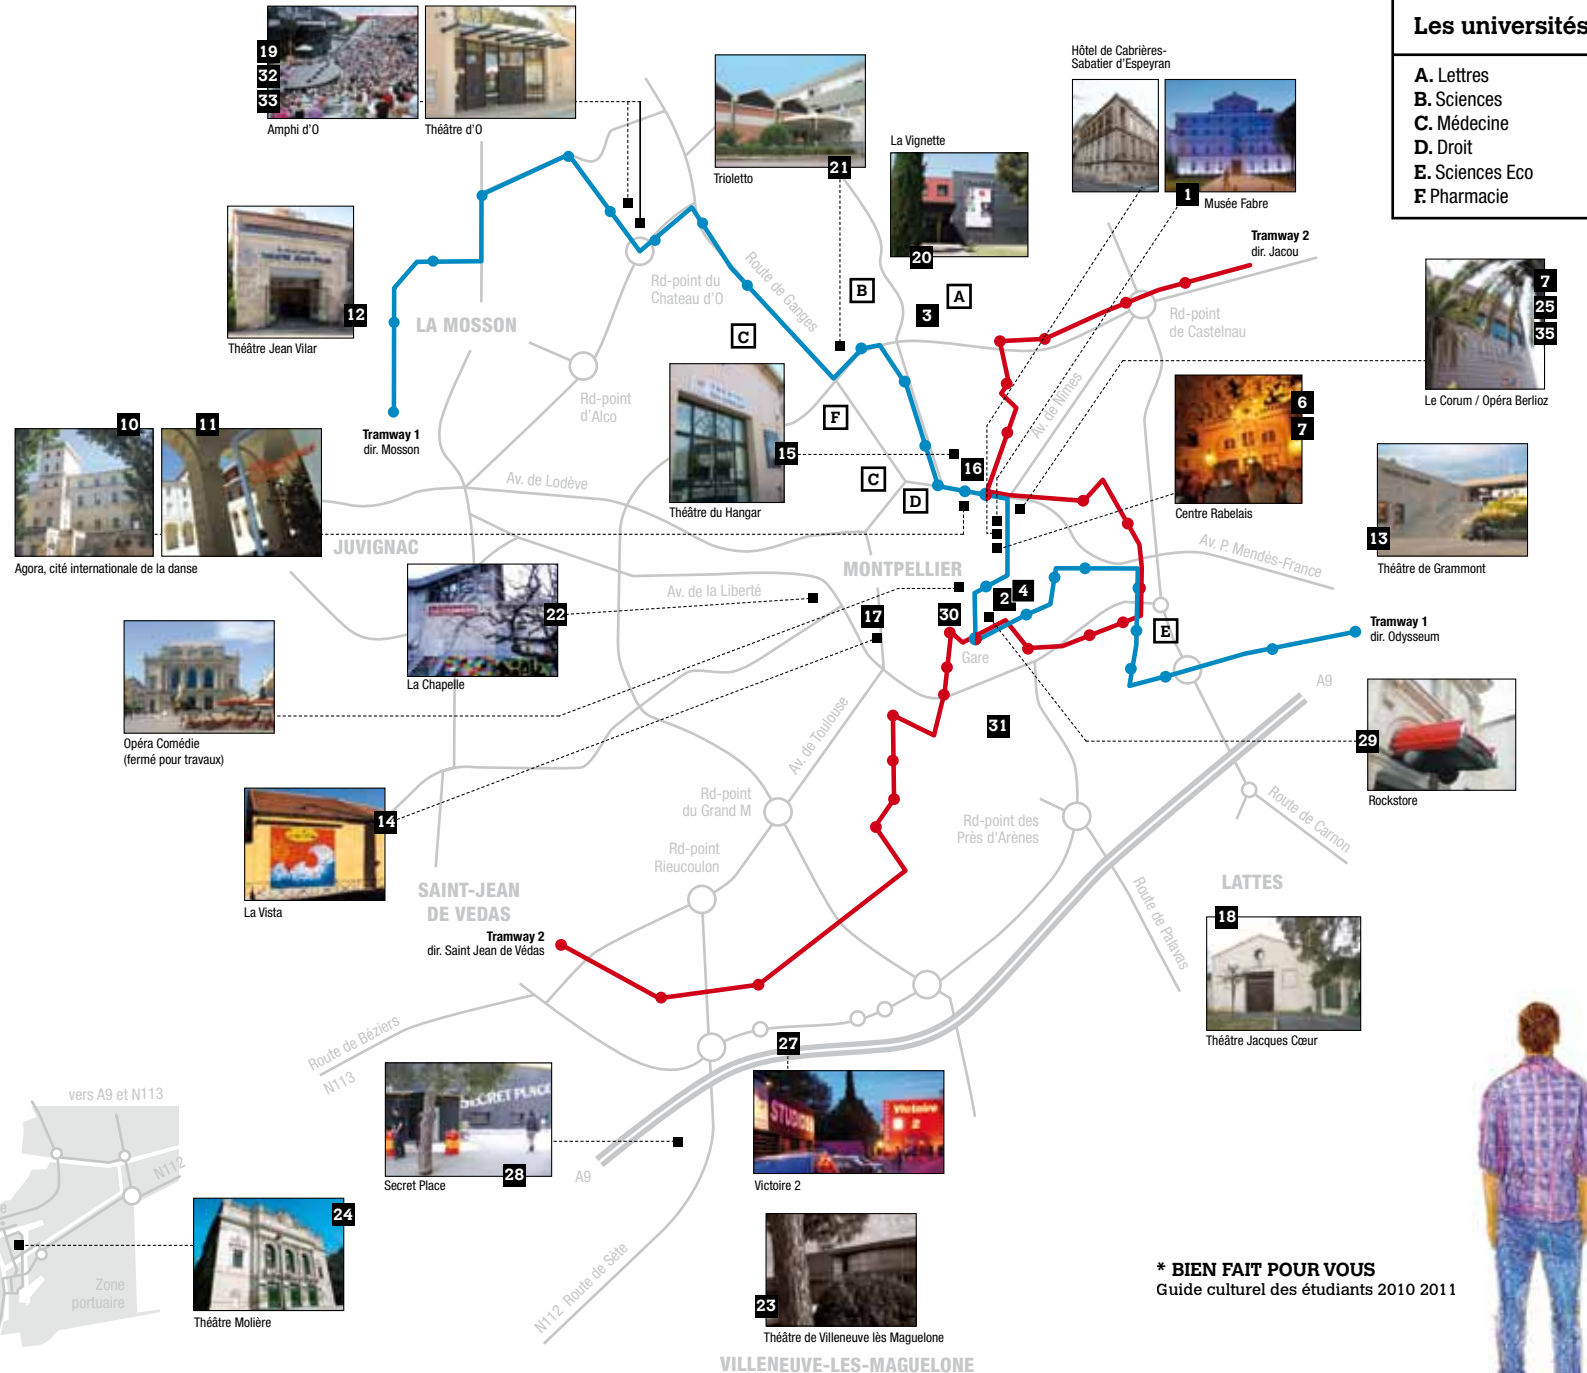 Les universités
A. Lettres
B. Sciences
C. Médecine
D. Droit
E. Sciences Eco
F. Pharmacie
19
32
33
Amphi d'O
Théâtre d'O
Trioletto
21
La Vignette
20
Hôtel de Cabrières-
Sabatier d'Espeyran
1
Musée Fabre
Tramway 2
dir. Jacou
7
25
35
Le Corum / Opéra Berlioz
12
Théâtre Jean Vilar
LA MOSSON
Rd-point du
Chateau d'O
Route de Ganges
B
A
3
C
Rd-point
de Castelnau
Rd-point
d'Alco
Av. de Nîmes
6
7
Centre Rabelais
Tramway 1
dir. Mosson
F
10
11
Agora, cité internationale de la danse
15
Théâtre du Hangar
16
C
D
Av. de Lodève
13
Théâtre de Grammont
JUVIGNAC
MONTPELLIER
Av. P. Mendès-France
Av. de la Liberté
22
La Chapelle
17
30
2
4
E
Gare
Tramway 1
dir. Odysseum
A9
Opéra Comédie
(fermé pour travaux)
31
Av. de Toulouse
29
Rockstore
14
La Vista
Rd-point
du Grand M
Rd-point des
Près d'Arènes
Route de Carnon
Rd-point
Rieucoulon
SAINT-JEAN
DE VEDAS
LATTES
Route de Palavas
18
Théâtre Jacques Cœur
Tramway 2
dir. Saint Jean de Védas
Route de Béziers
N113
27
STUDIO
Victoire
2
Victoire 2
SECRET PLACE
28
Secret Place
A9
vers A9 et N113
N112
Zone
portuaire
24
Théâtre Molière
N112 Route de Sète
23
Théâtre de Villeneuve lès Maguelone
VILLENEUVE-LES-MAGUELONE
* BIEN FAIT POUR VOUS
Guide culturel des étudiants 2010 2011